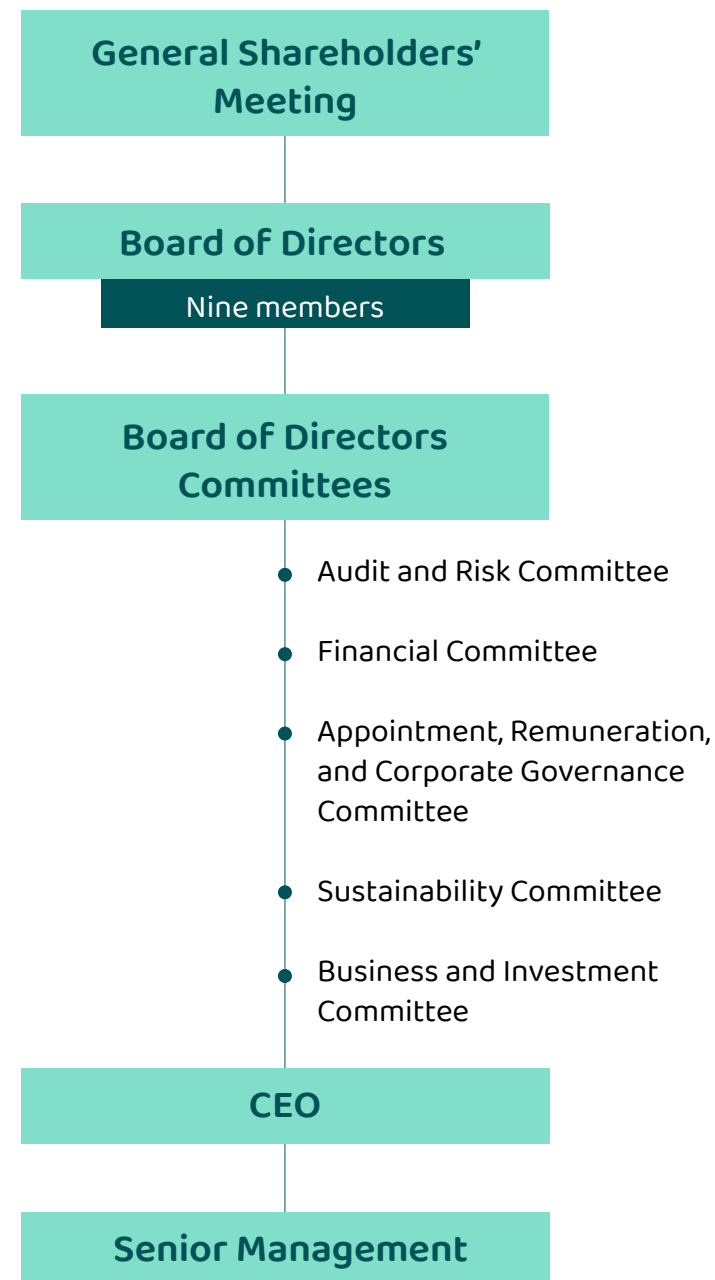 General Shareholders’
Meeting
Board of Directors
Nine members
Board of Directors
Committees
Audit and Risk Committee
Financial Committee
Appointment, Remuneration,
and Corporate Governance
Committee
Sustainability Committee
Business and Investment
Committee
CEO
Senior Management